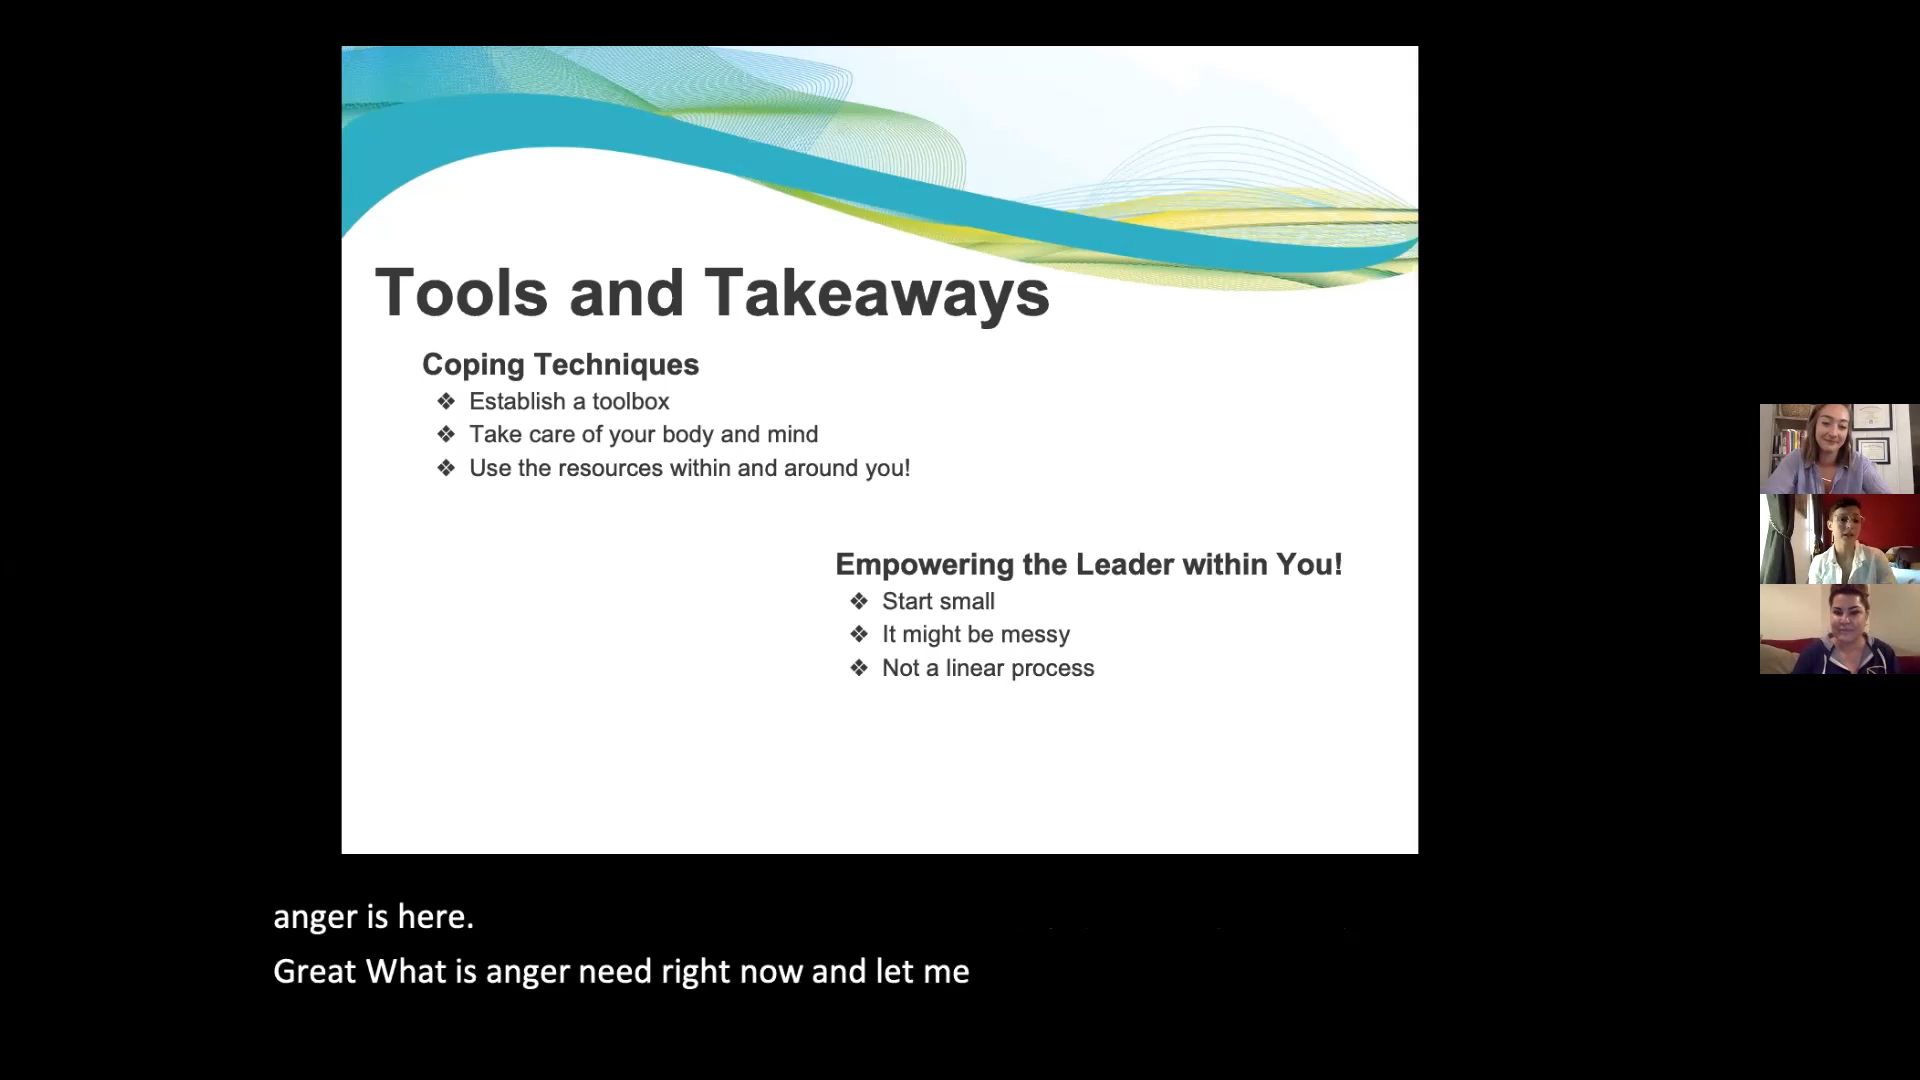 Tools and Takeaways
Coping Techniques
❖ Establish a toolbox
❖ Take care of your body and mind
❖ Use the resources within and around you!
Empowering the Leader within You!
❖ Start small
❖ It might be messy
❖ Not a linear process
anger is here.
Great What is anger need right now and let me